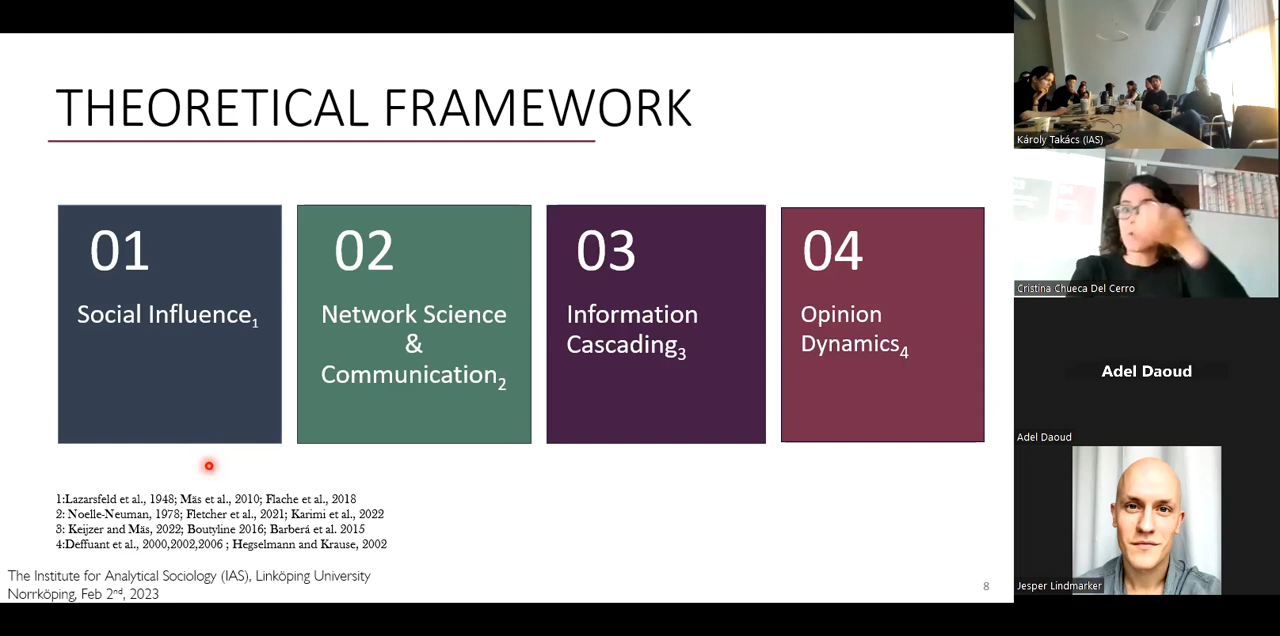 THEORETICAL FRAMEWORK
01
Social Influence1
02
Network Science
&
Communication2
03
Information
Cascading3
04
Opinion
Dynamics4
1:Lazarsfeld et al., 1948; Mäs et al., 2010; Flache et al., 2018
2: Noelle-Neuman, 1978; Fletcher et al., 2021; Karimi et al., 2022
3: Keijzer and Mäs, 2022; Boutyline 2016; Barberá et al. 2015
4:Deffuant et al., 2000,2002,2006 ; Hegselmann and Krause, 2002
The Institute for Analytical Sociology (IAS), Linköping University
Norrköping, Feb 2nd, 2023
8
Károly Takács (IAS)
Cristina Chueca Del Cerro
Adel Daoud
Adel Daoud
Jesper Lindmarker